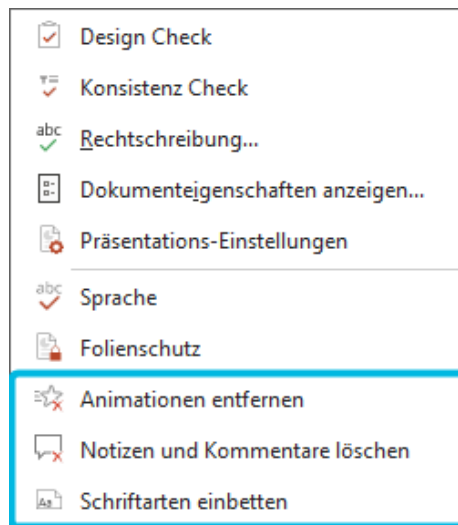 Design Check
Konsistenz Check
abc Rechtschreibung...
Dokumenteigenschaften anzeigen...
Präsentations-Einstellungen
abc Sprache
Folienschutz
Animationen entfernen
Notizen und Kommentare löschen
Schriftarten einbetten